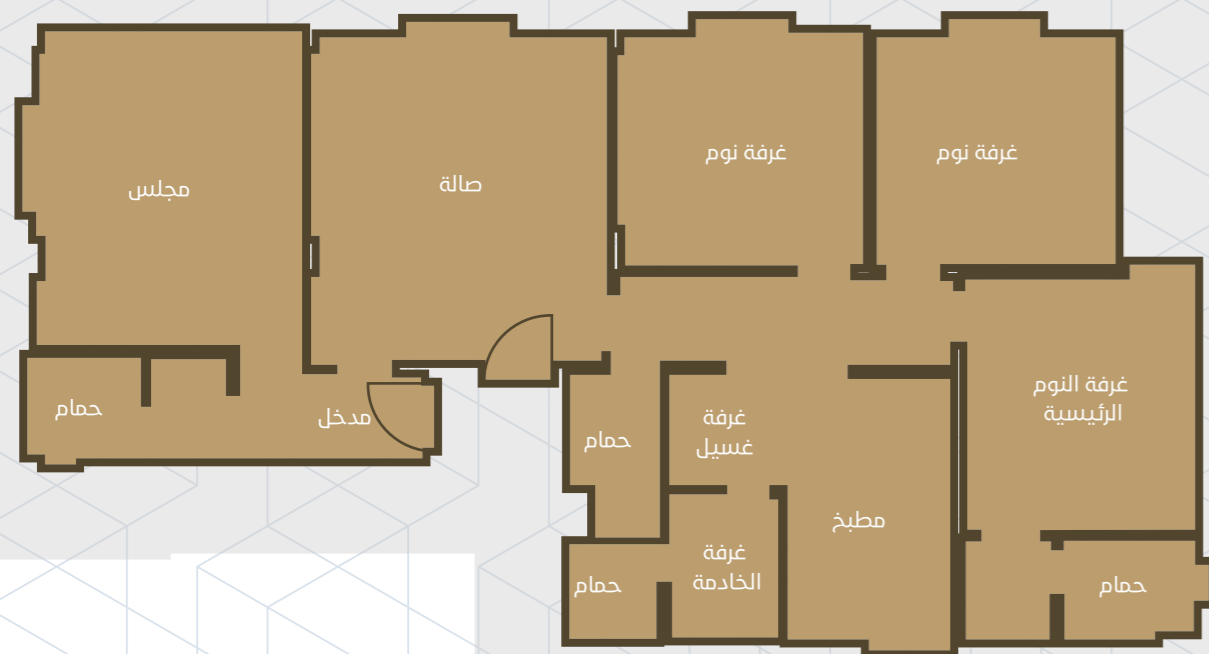 غرفة نوم
غرفة نوم
صالة
مجلس
غرفة النوم
الرئيسية
حمام
مدخل
غرفة
غسيل
حمام
مطبخ
غرفة
الخادمة
حمام
حمام